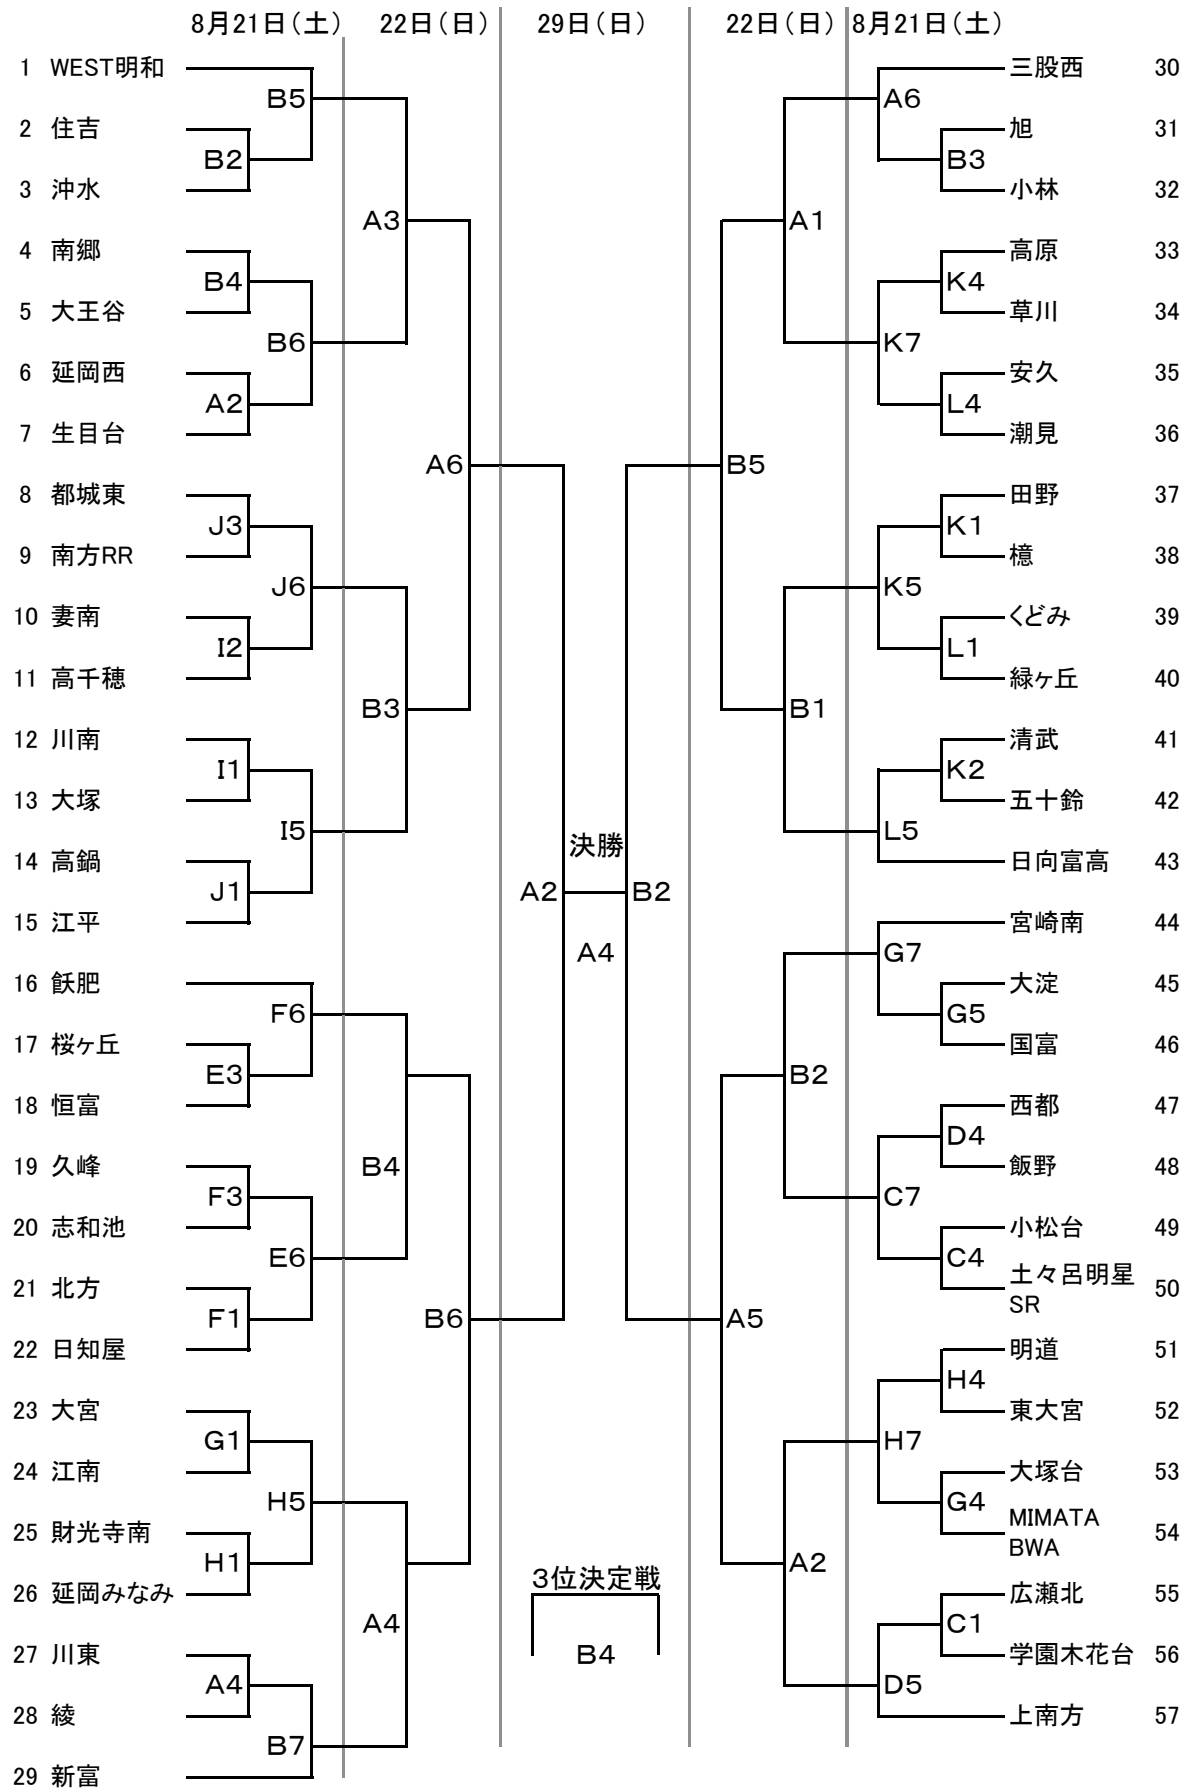 8月21日(土) 22日(日) 29日(日) 22日(日) 8月21日(土)
1 WEST明和 三股西 30
B5 A6
2 住吉 旭 31
B2 B3
3 沖水 小林 32
A3 A1
4 南郷 高原 33
B4 K4
5 大王谷 草川 34
B6 K7
6 延岡西 安久 35
A2 L4
7 生目台 潮見 36
A6 B5
8 都城東 田野 37
J3 K1
9 南方RR 檍 38
J6 K5
10 妻南 くどみ 39
I2 L1
11 高千穂 緑ヶ丘 40
B3 B1
12 川南 清武 41
I1 K2
13 大塚 五十鈴 42
I5 決勝 L5
14 高鍋 日向富高 43
J1 A2 B2
15 江平 宮崎南 44
A4 G7
16 飫肥 大淀 45
F6 G5
17 桜ヶ丘 国富 46
E3 B2
18 恒富 西都 47
D4
19 久峰 B4 飯野 48
F3 C7
20 志和池 小松台 49
E6 C4
21 北方 土々呂明星 50
SR
F1 B6 A5
22 日知屋 明道 51
H4
23 大宮 東大宮 52
G1 H7
24 江南 大塚台 53
H5 G4
25 財光寺南 MIMATA 54
BWA
H1 A2
3位決定戦
26 延岡みなみ 広瀬北 55
A4 C1
27 川東 B4 学園木花台 56
A4 D5
28 綾 上南方 57
B7
29 新富